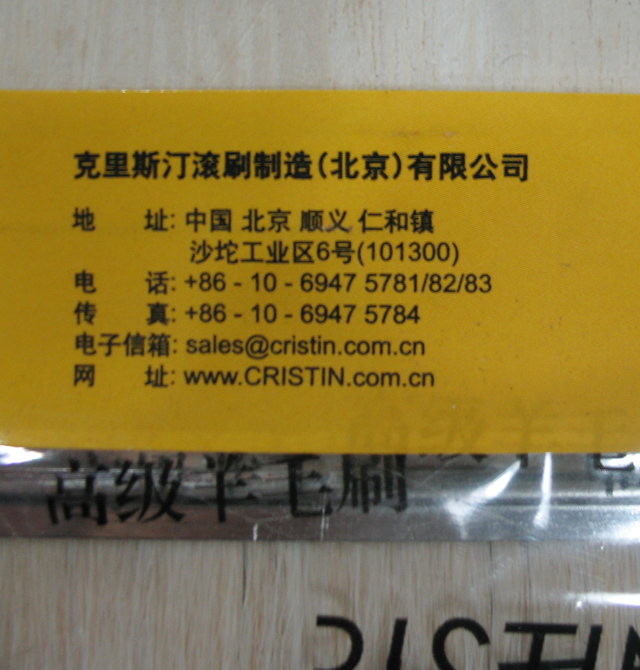 克里斯汀滚刷制造(北京)有限公司
地 址: 中国 北京 顺义 仁和镇
沙坨工业区6号(101300)
电 话: +86 - 10 - 6947 5781/82/83
传 真: +86 - 10 - 6947 5784
电子信箱: sales@cristin.com.cn
网 址: www.CRISTIN.com.cn
高级羊毛刷